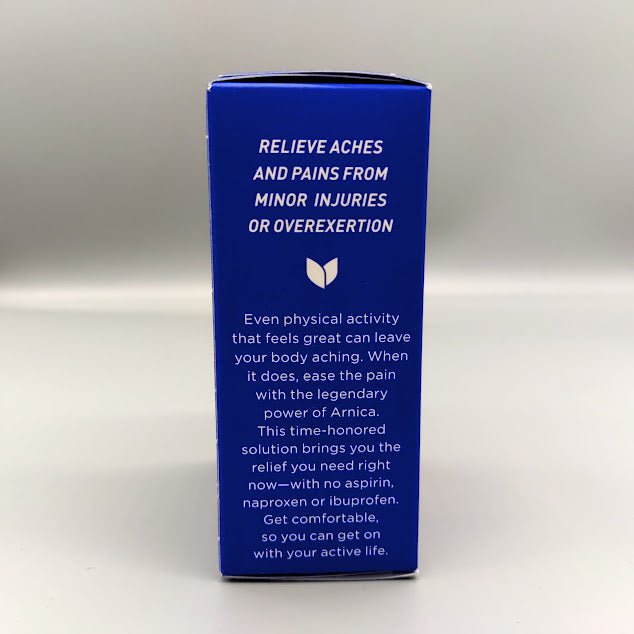 RELIEVE ACHES
AND PAINS FROM
MINOR INJURIES
OR OVEREXERTION
Even physical activity
that feels great can leave
your body aching. When
it does, ease the pain
with the legendary
power of Arnica.
This time-honored
solution brings you the
relief you need right
now—with no aspirin,
naproxen or ibuprofen.
Get comfortable,
so you can get on
with your active life.